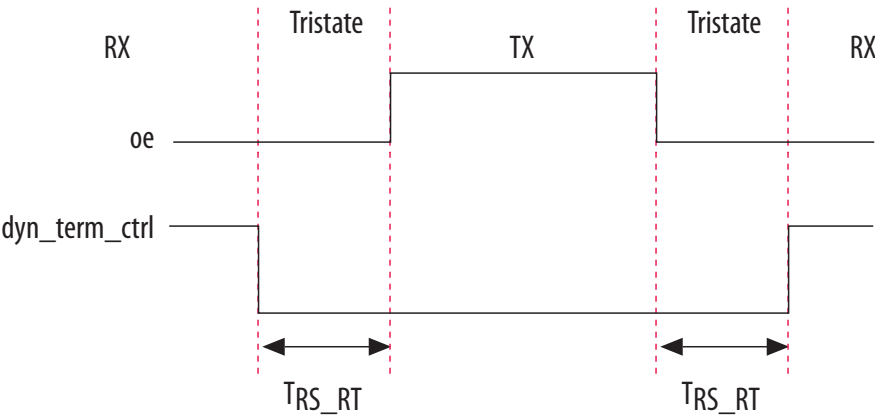 Tristate Tristate
RX TX RX
oe
dyn_term_ctrl
TRS_RT TRS_RT